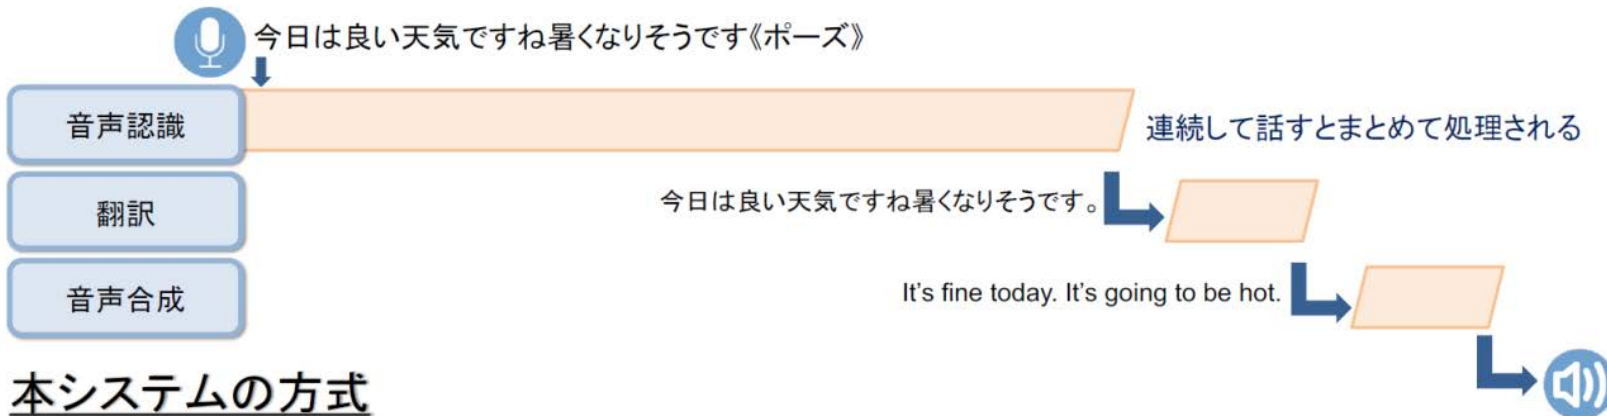 今日は良い天気ですね暑くなりそうです《ポーズ》
音声認識
連続して話すとまとめて処理される
翻訳
今日は良い天気ですね暑くなりそうです。
音声合成
It's fine today. It's going to be hot.
本システムの方式